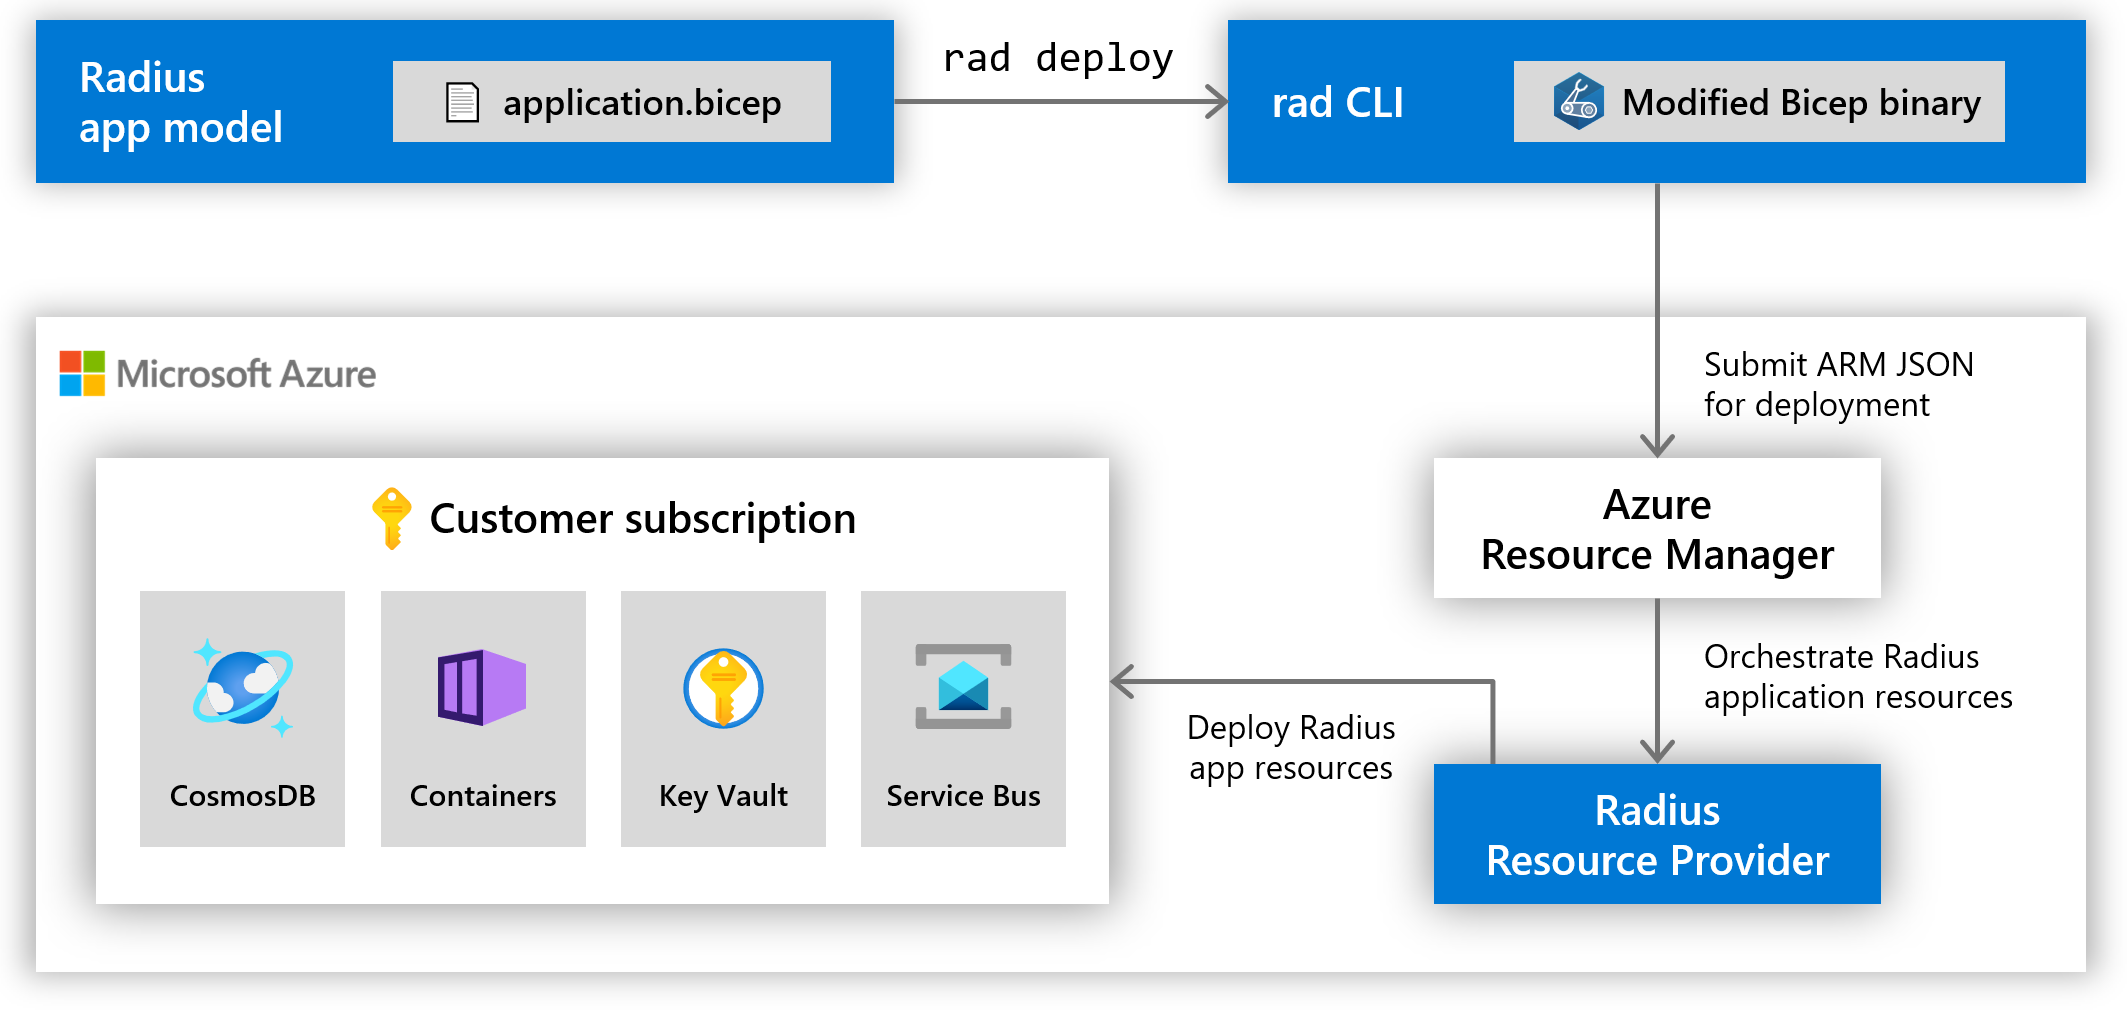 Radius
app model
application.bicep
rad deploy
rad CLI
Modified Bicep binary
Microsoft Azure
Submit ARM JSON
for deployment
Customer subscription
Azure
Resource Manager
CosmosDB
Containers
Key Vault
Service Bus
Orchestrate Radius
application resources
Deploy Radius
app resources
Radius
Resource Provider